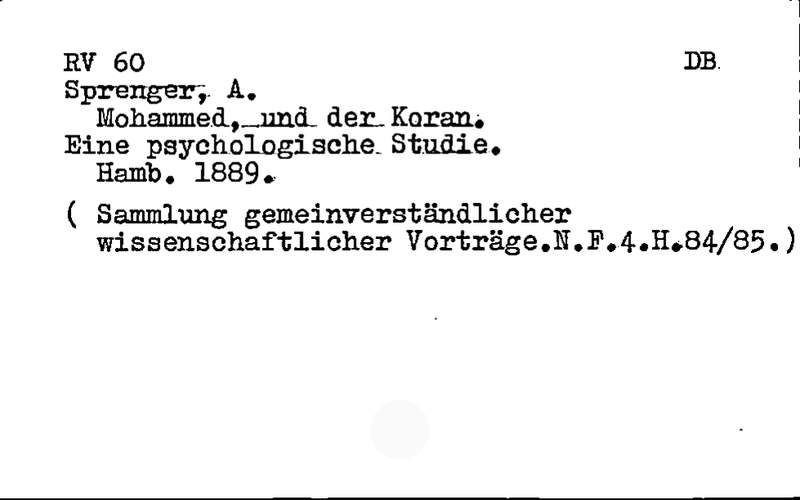 RV 60 DB
Sprenger, A.
Mohammed, und der Koran.
Eine psychologische Studie.
Hamb. 1889.
( Sammlung gemeinverständlicher
wissenschaftlicher Vorträge.N.F.4.H.84/85.)